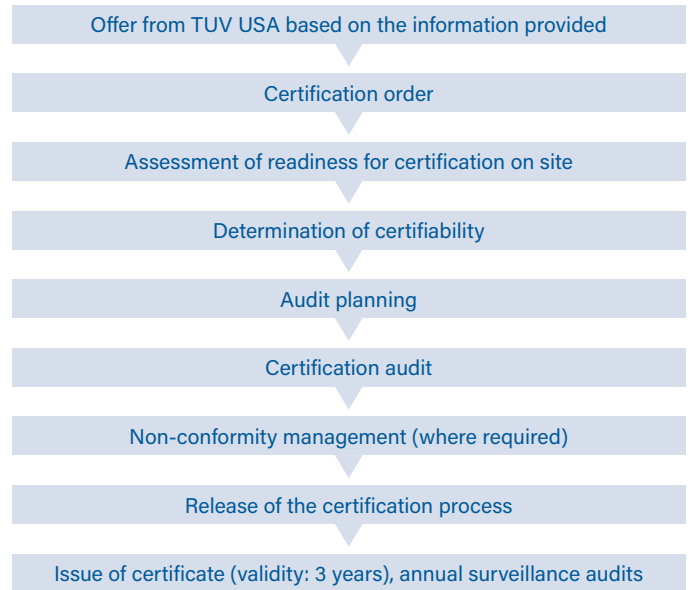 Offer from TUV USA based on the information provided
Certification order
Assessment of readiness for certification on site
Determination of certifiability
Audit planning
Certification audit
Non-conformity management (where required)
Release of the certification process
Issue of certificate (validity: 3 years), annual surveillance audits